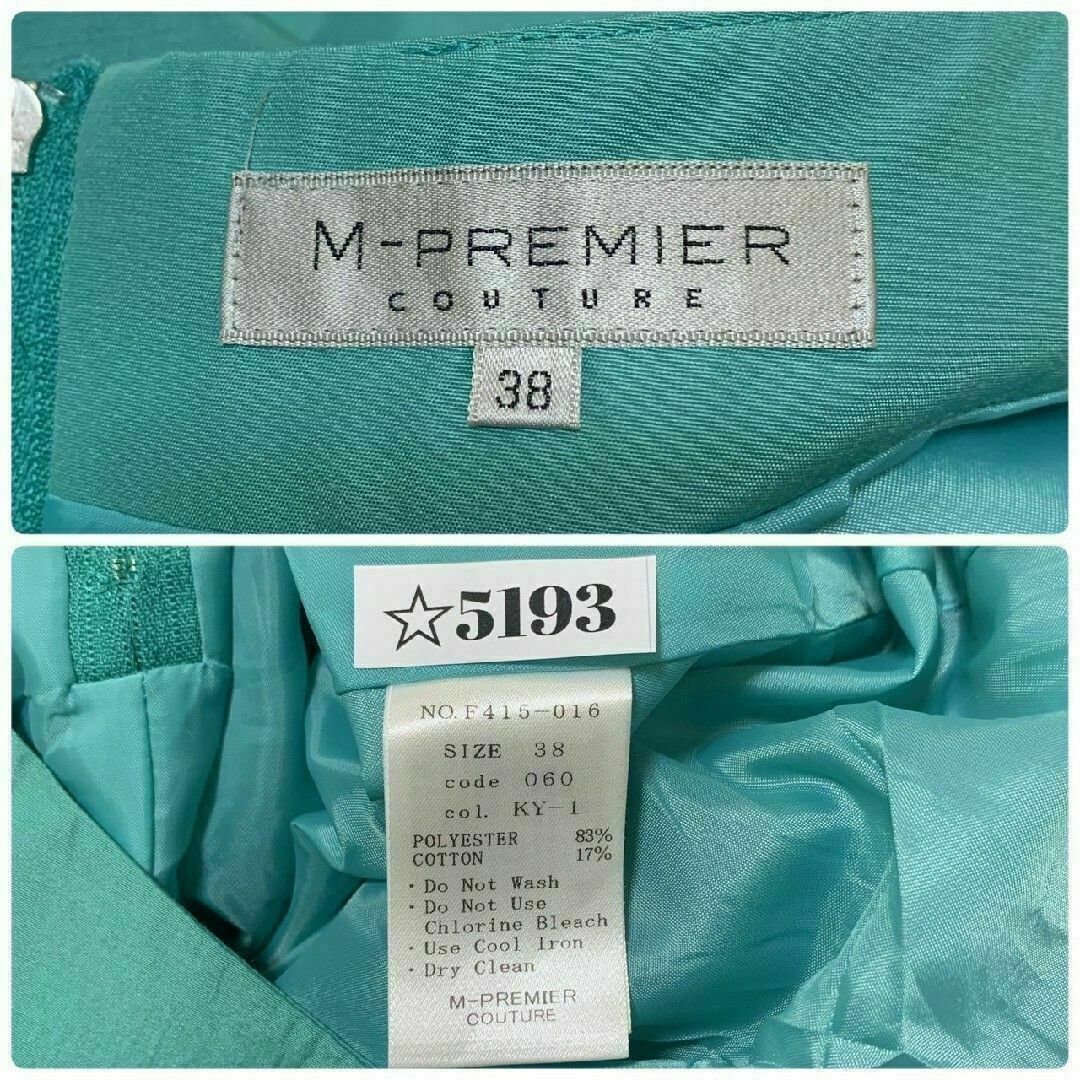 M-PREMIER
COUTURE
38
☆5193
NO.F415-016
SIZE 38
code 060
col. KY-1
POLYESTER 83%
COTTON 17%
・Do Not Wash
・Do Not Use
Chlorine Bleach
・Use Cool Iron
・Dry Clean
M-PREMIER
COUTURE